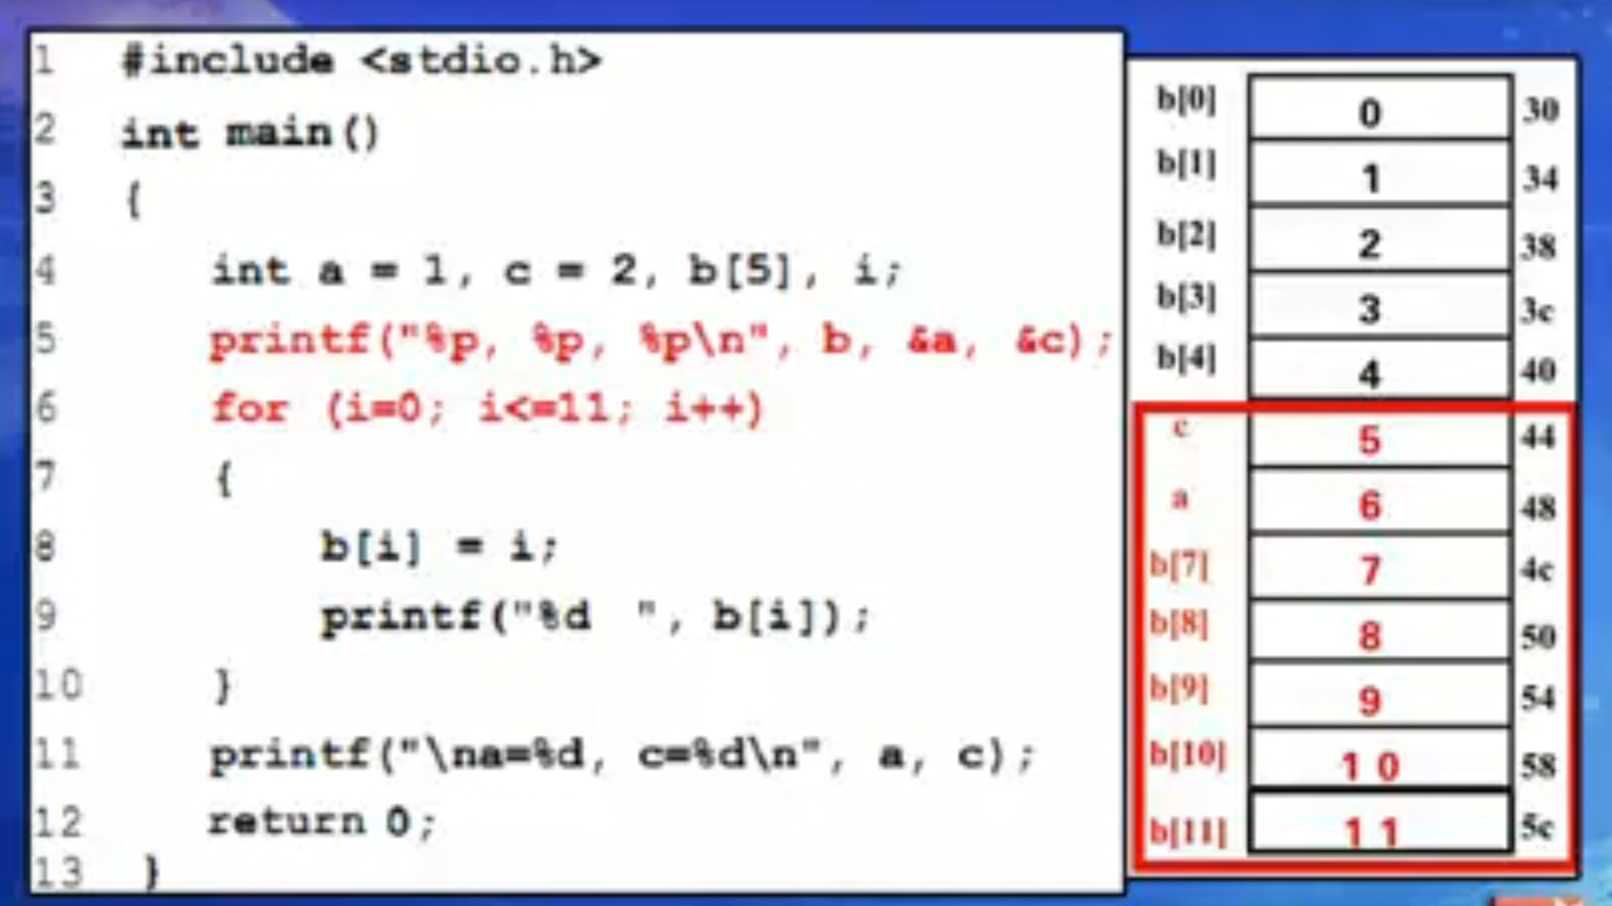 1 #include <stdio.h>
2 int main()
3 {
4 int a = 1, c = 2, b[5], i;
5 printf("%p, %p, %p\n", b, &a, &c);
6 for (i=0; i<=11; i++)
7 {
8 b[i] = i;
9 printf("%d ", b[i]);
10 }
11 printf("\na=%d, c=%d\n", a, c);
12 return 0;
13 }
b[0] 0 30
b[1] 1 34
b[2] 2 38
b[3] 3 3c
b[4] 4 40
c 5 44
a 6 48
b[7] 7 4c
b[8] 8 50
b[9] 9 54
b[10] 10 58
b[11] 11 5c